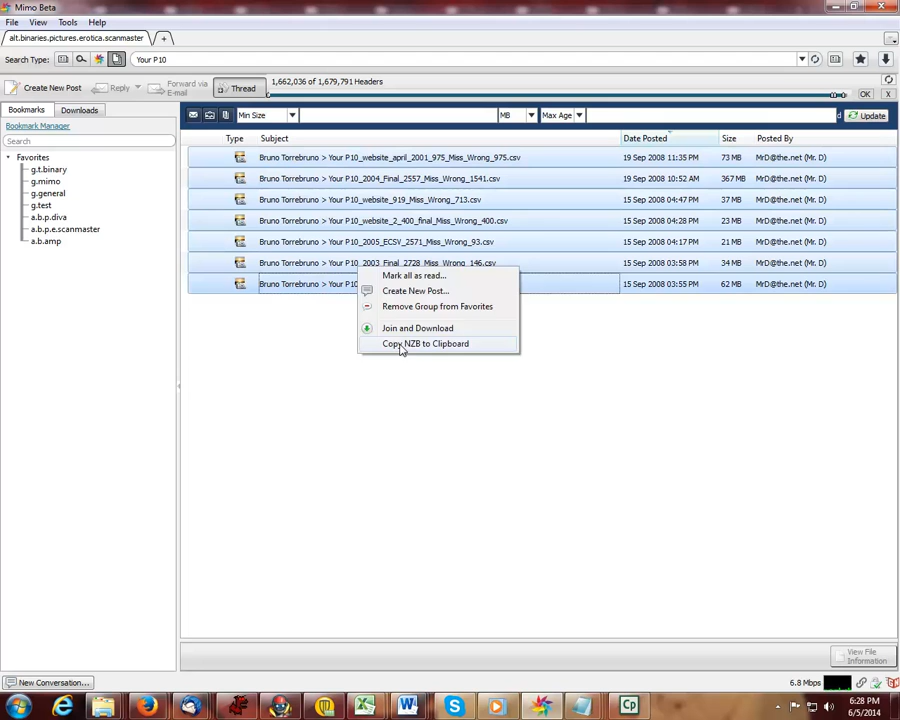 Mimo Beta
File View Tools Help
alt.binaries.pictures.erotica.scanmaster
Search Type: Your P10
Create New Post Reply Forward via E-mail Thread 1,662,036 of 1,679,791 Headers OK X
Bookmarks Downloads
Bookmark Manager
Search
Favorites
g.t.binary
g.mimo
g.general
g.test
a.b.p.diva
a.b.p.e.scanmaster
a.b.amp
Min Size MB Max Age d Update
Type Subject Date Posted Size Posted By
Bruno Torrebruno > Your P10_website_april_2001_975_Miss_Wrong_975.csv 19 Sep 2008 11:35 PM 73 MB MrD@the.net (Mr. D)
Bruno Torrebruno > Your P10_2004_Final_2557_Miss_Wrong_1541.csv 19 Sep 2008 10:52 AM 367 MB MrD@the.net (Mr. D)
Bruno Torrebruno > Your P10_website_919_Miss_Wrong_713.csv 15 Sep 2008 04:47 PM 37 MB MrD@the.net (Mr. D)
Bruno Torrebruno > Your P10_website_2_400_final_Miss_Wrong_400.csv 15 Sep 2008 04:28 PM 23 MB MrD@the.net (Mr. D)
Bruno Torrebruno > Your P10_2005_ECSV_2571_Miss_Wrong_93.csv 15 Sep 2008 04:17 PM 21 MB MrD@the.net (Mr. D)
Bruno Torrebruno > Your P10_2003_Final_2728_Miss_Wrong_146.csv 15 Sep 2008 03:58 PM 34 MB MrD@the.net (Mr. D)
Bruno Torrebruno > Your P10 15 Sep 2008 03:55 PM 62 MB MrD@the.net (Mr. D)
Mark all as read...
Create New Post...
Remove Group from Favorites
Join and Download
Copy NZB to Clipboard
View File Information
New Conversation... 6.8 Mbps
Cp
6:28 PM
6/5/2014